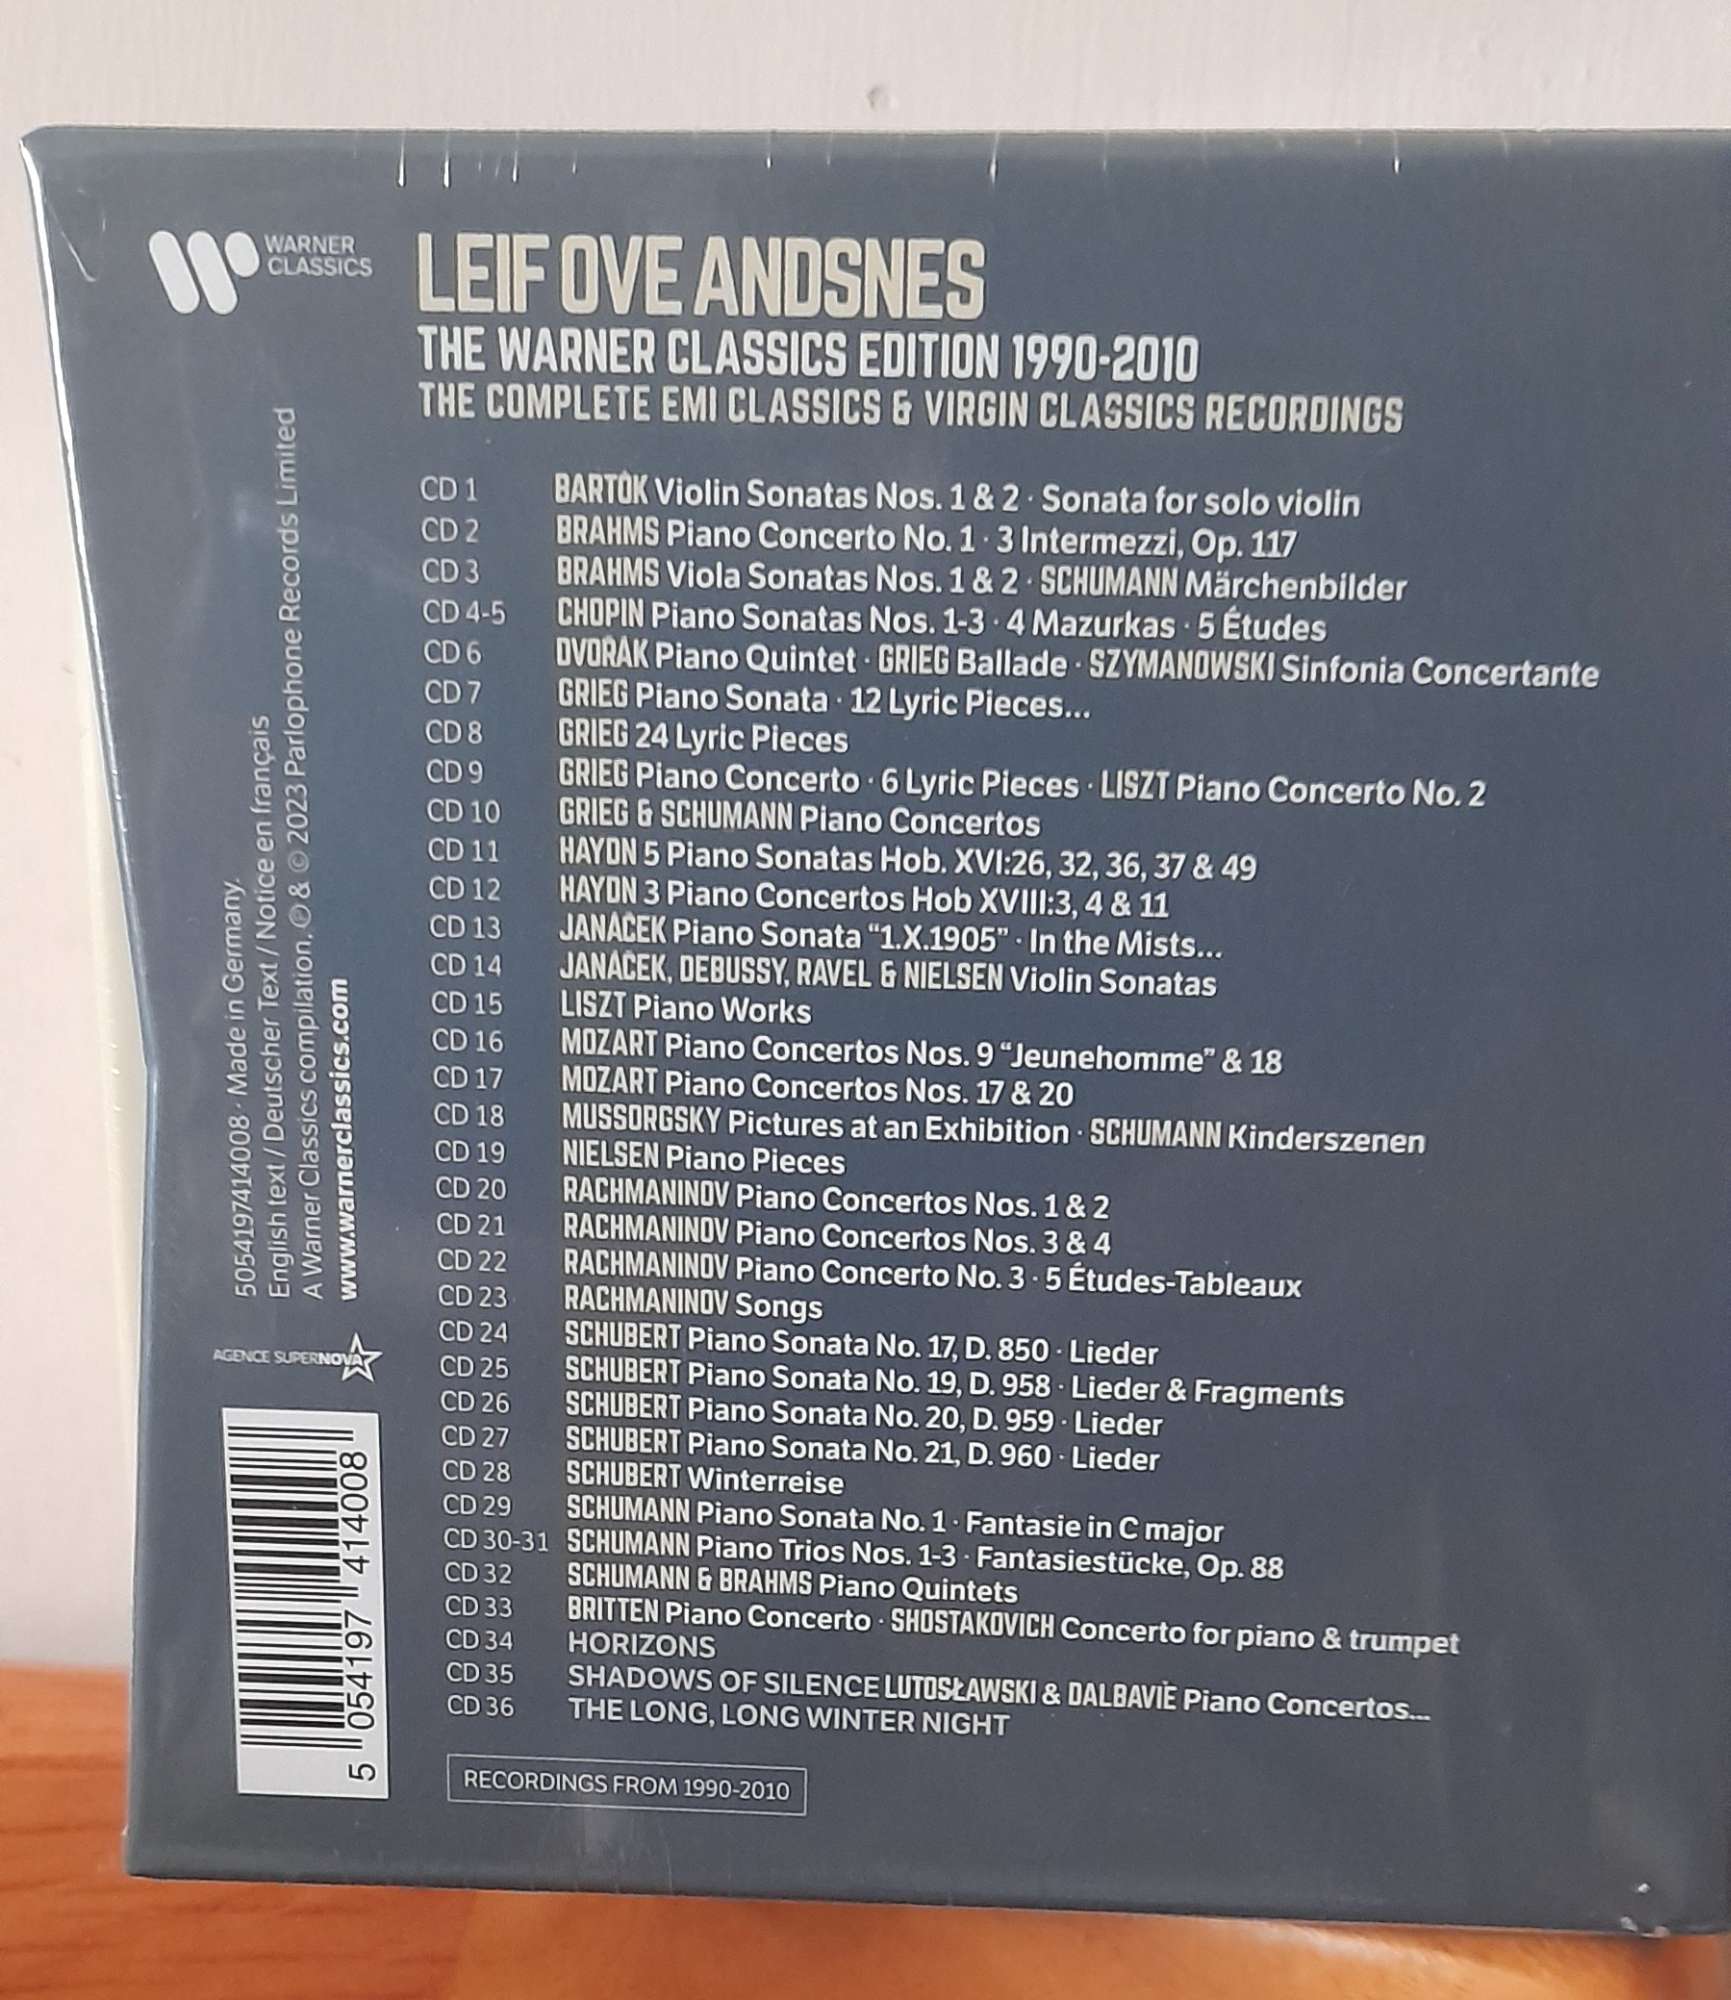 WARNER
CLASSICS
LEIF OVE ANDSNES
THE WARNER CLASSICS EDITION 1990-2010
THE COMPLETE EMI CLASSICS & VIRGIN CLASSICS RECORDINGS
CD 1 BARTÓK Violin Sonatas Nos. 1 & 2 · Sonata for solo violin
CD 2 BRAHMS Piano Concerto No. 1 · 3 Intermezzi, Op. 117
CD 3 BRAHMS Viola Sonatas Nos. 1 & 2 · SCHUMANN Märchenbilder
CD 4-5 CHOPIN Piano Sonatas Nos. 1-3 · 4 Mazurkas · 5 Études
CD 6 DVOŘÁK Piano Quintet · GRIEG Ballade · SZYMANOWSKI Sinfonia Concertante
CD 7 GRIEG Piano Sonata · 12 Lyric Pieces...
CD 8 GRIEG 24 Lyric Pieces
CD 9 GRIEG Piano Concerto · 6 Lyric Pieces · LISZT Piano Concerto No. 2
CD 10 GRIEG & SCHUMANN Piano Concertos
CD 11 HAYDN 5 Piano Sonatas Hob. XVI:26, 32, 36, 37 & 49
CD 12 HAYDN 3 Piano Concertos Hob XVIII:3, 4 & 11
CD 13 JANÁČEK Piano Sonata “1.X.1905” · In the Mists...
CD 14 JANÁČEK, DEBUSSY, RAVEL & NIELSEN Violin Sonatas
CD 15 LISZT Piano Works
CD 16 MOZART Piano Concertos Nos. 9 “Jeunehomme” & 18
CD 17 MOZART Piano Concertos Nos. 17 & 20
CD 18 MUSSORGSKY Pictures at an Exhibition · SCHUMANN Kinderszenen
CD 19 NIELSEN Piano Pieces
CD 20 RACHMANINOV Piano Concertos Nos. 1 & 2
CD 21 RACHMANINOV Piano Concertos Nos. 3 & 4
CD 22 RACHMANINOV Piano Concerto No. 3 · 5 Études-Tableaux
CD 23 RACHMANINOV Songs
CD 24 SCHUBERT Piano Sonata No. 17, D. 850 · Lieder
CD 25 SCHUBERT Piano Sonata No. 19, D. 958 · Lieder & Fragments
CD 26 SCHUBERT Piano Sonata No. 20, D. 959 · Lieder
CD 27 SCHUBERT Piano Sonata No. 21, D. 960 · Lieder
CD 28 SCHUBERT Winterreise
CD 29 SCHUMANN Piano Sonata No. 1 · Fantasie in C major
CD 30-31 SCHUMANN Piano Trios Nos. 1-3 · Fantasiestücke, Op. 88
CD 32 SCHUMANN & BRAHMS Piano Quintets
CD 33 BRITTEN Piano Concerto · SHOSTAKOVICH Concerto for piano & trumpet
CD 34 HORIZONS
CD 35 SHADOWS OF SILENCE LUTOSŁAWSKI & DALBAVIE Piano Concertos...
CD 36 THE LONG, LONG WINTER NIGHT
RECORDINGS FROM 1990-2010
5054197414008 · Made in Germany.
English text / Deutscher Text / Notice en français
A Warner Classics compilation, ℗ & © 2023 Parlophone Records Limited
www.warnerclassics.com
AGENCE SUPERNOVA
5 054197 414008